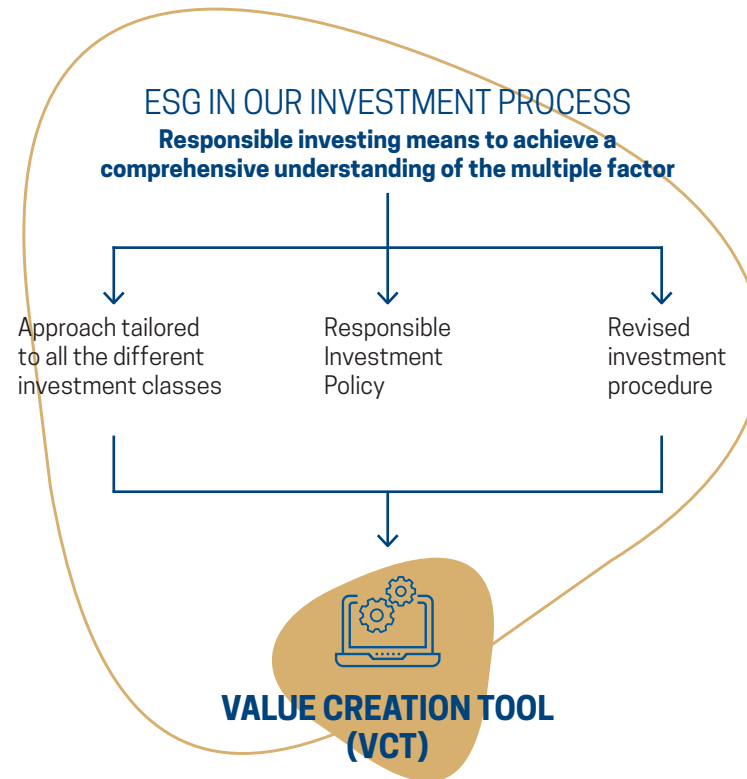 ESG IN OUR INVESTMENT PROCESS
Responsible investing means to achieve a
comprehensive understanding of the multiple factor
Approach tailored
to all the different
investment classes
Responsible
Investment
Policy
Revised
investment
procedure
VALUE CREATION TOOL
(VCT)